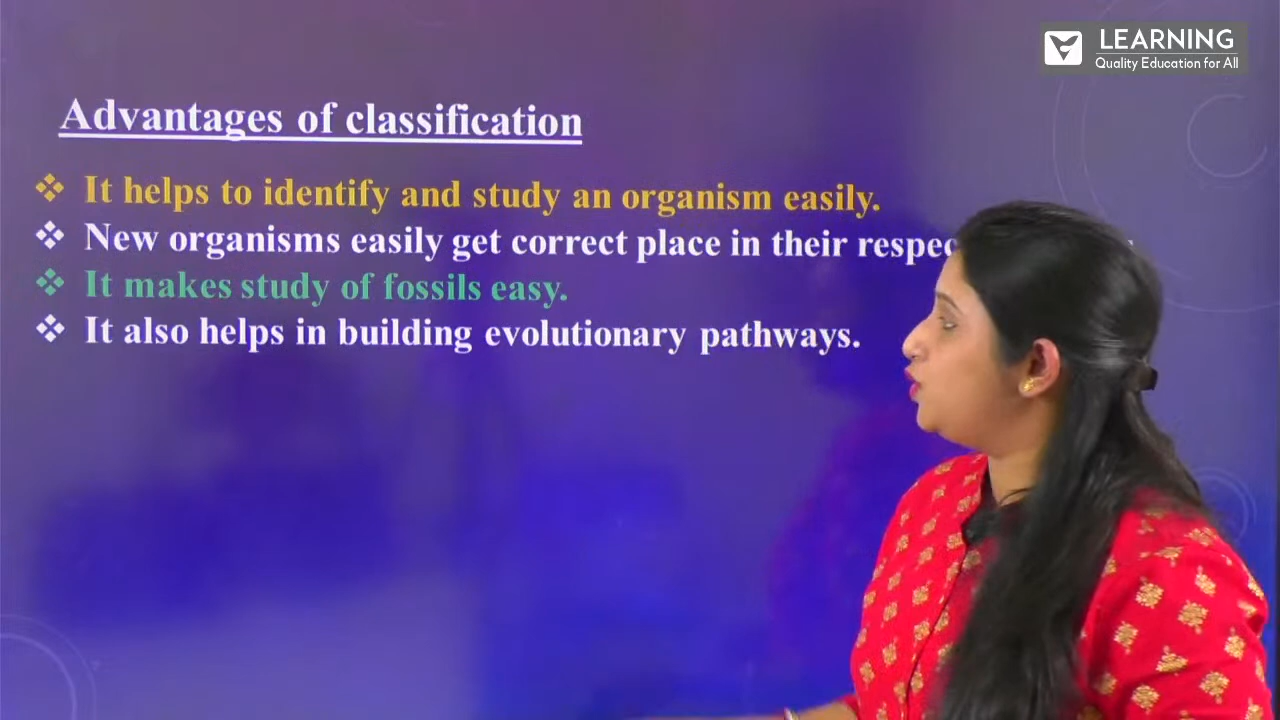 LEARNING
Quality Education for All
Advantages of classification
❖ It helps to identify and study an organism easily.
❖ New organisms easily get correct place in their
❖ It makes study of fossils easy.
❖ It also helps in building evolutionary pathways.